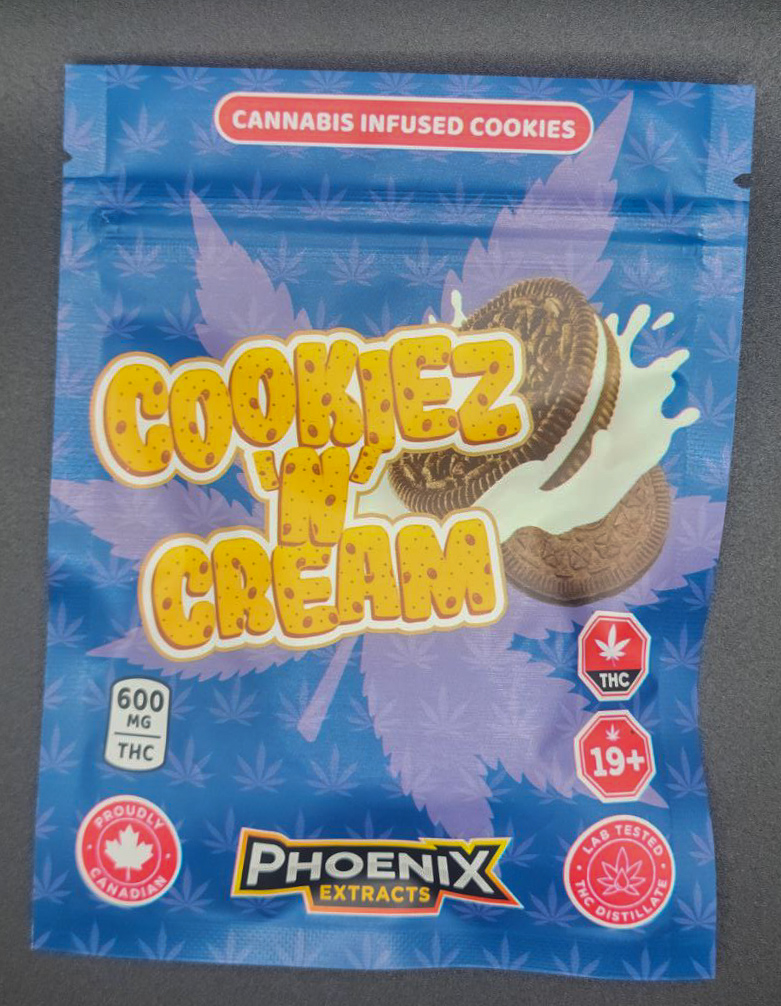 CANNABIS INFUSED COOKIES
COOKIEZ
'N'
CREAM
THC
600
MG
THC
19+
PROUDLY
CANADIAN
PHOENIX
EXTRACTS
LAB TESTED
THC DISTILLATE